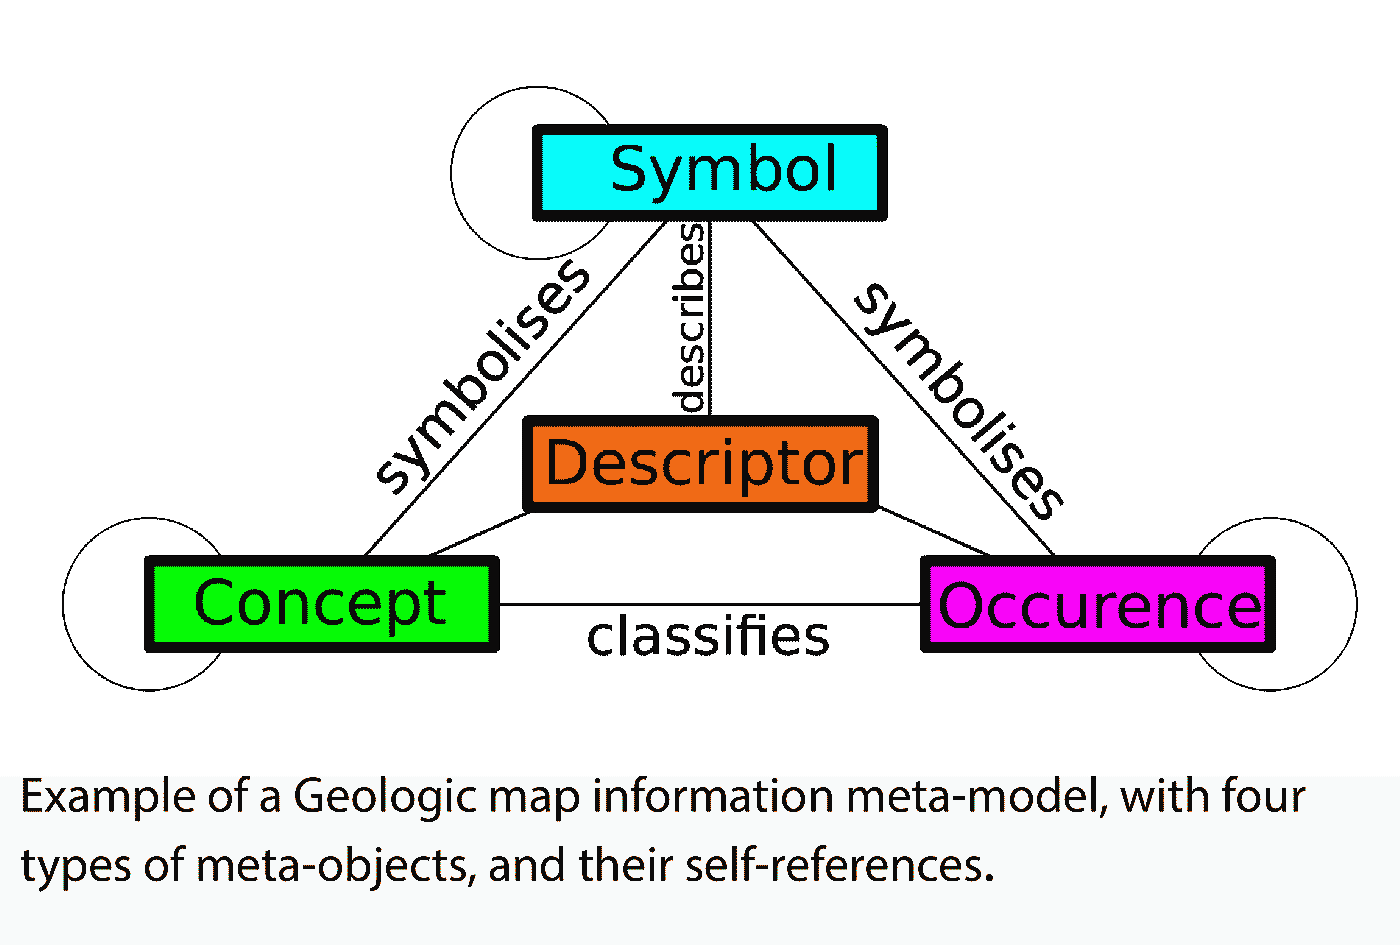 Symbol
symbolises
describes
symbolises
Descriptor
Concept
Occurence
classifies
Example of a Geologic map information meta-model, with four
types of meta-objects, and their self-references.